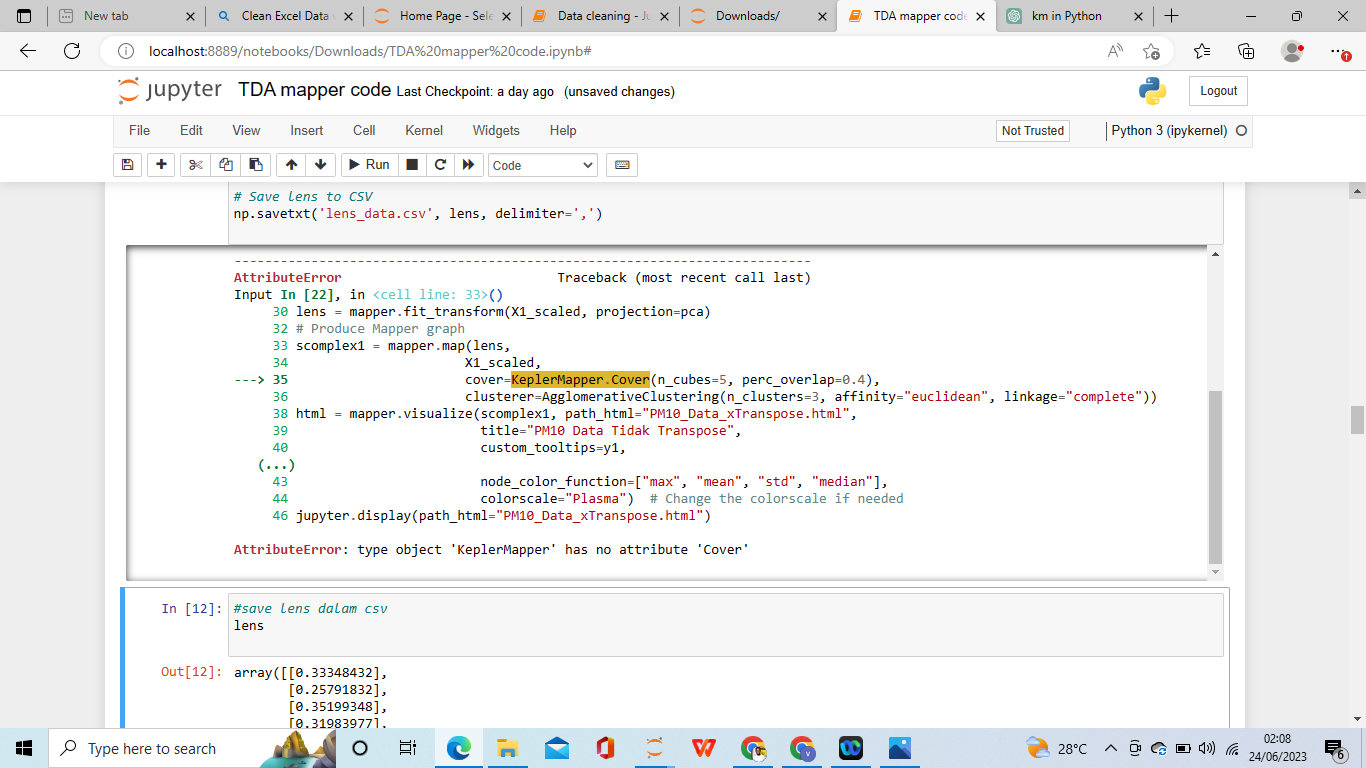 New tab
Clean Excel Data
Home Page - Sele
Data cleaning - Ju
Downloads/
TDA mapper code
km in Python
localhost:8889/notebooks/Downloads/TDA%20mapper%20code.ipynb#
jupyter TDA mapper code Last Checkpoint: a day ago (unsaved changes)
Logout
File Edit View Insert Cell Kernel Widgets Help
Not Trusted
Python 3 (ipykernel)
Run
Code
# Save lens to CSV
np.savetxt('lens_data.csv', lens, delimiter=',')
---------------------------------------------------------------------------
AttributeError                            Traceback (most recent call last)
Input In [22], in <cell line: 33>()
     30 lens = mapper.fit_transform(X1_scaled, projection=pca)
     32 # Produce Mapper graph
     33 scomplex1 = mapper.map(lens,
     34                       X1_scaled,
---> 35                       cover=KeplerMapper.Cover(n_cubes=5, perc_overlap=0.4),
     36                       clusterer=AgglomerativeClustering(n_clusters=3, affinity="euclidean", linkage="complete"))
     38 html = mapper.visualize(scomplex1, path_html="PM10_Data_xTranspose.html",
     39                         title="PM10 Data Tidak Transpose",
     40                         custom_tooltips=y1,
   (...)
     43                         node_color_function=["max", "mean", "std", "median"],
     44                         colorscale="Plasma")  # Change the colorscale if needed
     46 jupyter.display(path_html="PM10_Data_xTranspose.html")
AttributeError: type object 'KeplerMapper' has no attribute 'Cover'
In [12]: #save lens dalam csv
lens
Out[12]: array([[0.33348432],
[0.25791832],
[0.35199348],
[0.31983977],
Type here to search
28°C
02:08
24/06/2023
6